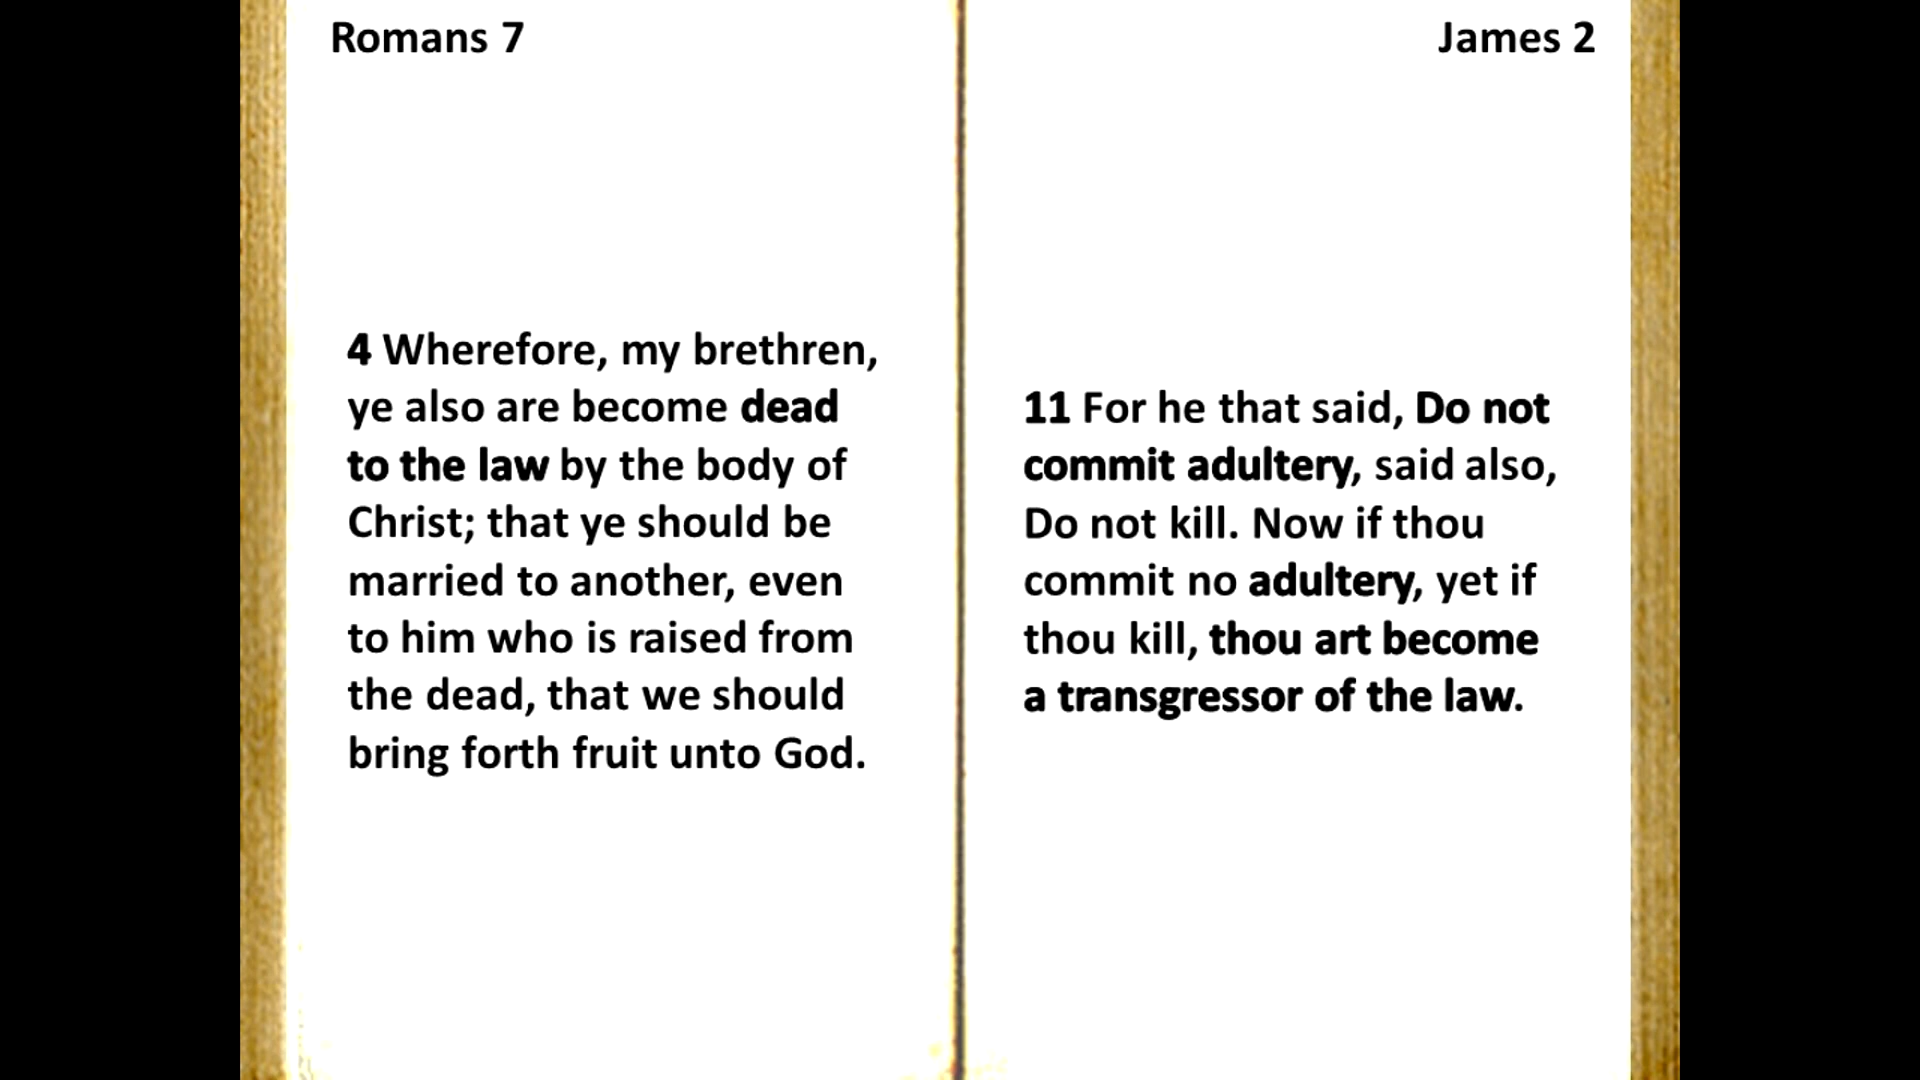 Romans 7
4 Wherefore, my brethren,
ye also are become dead
to the law by the body of
Christ; that ye should be
married to another, even
to him who is raised from
the dead, that we should
bring forth fruit unto God.
James 2
11 For he that said, Do not
commit adultery, said also,
Do not kill. Now if thou
commit no adultery, yet if
thou kill, thou art become
a transgressor of the law.